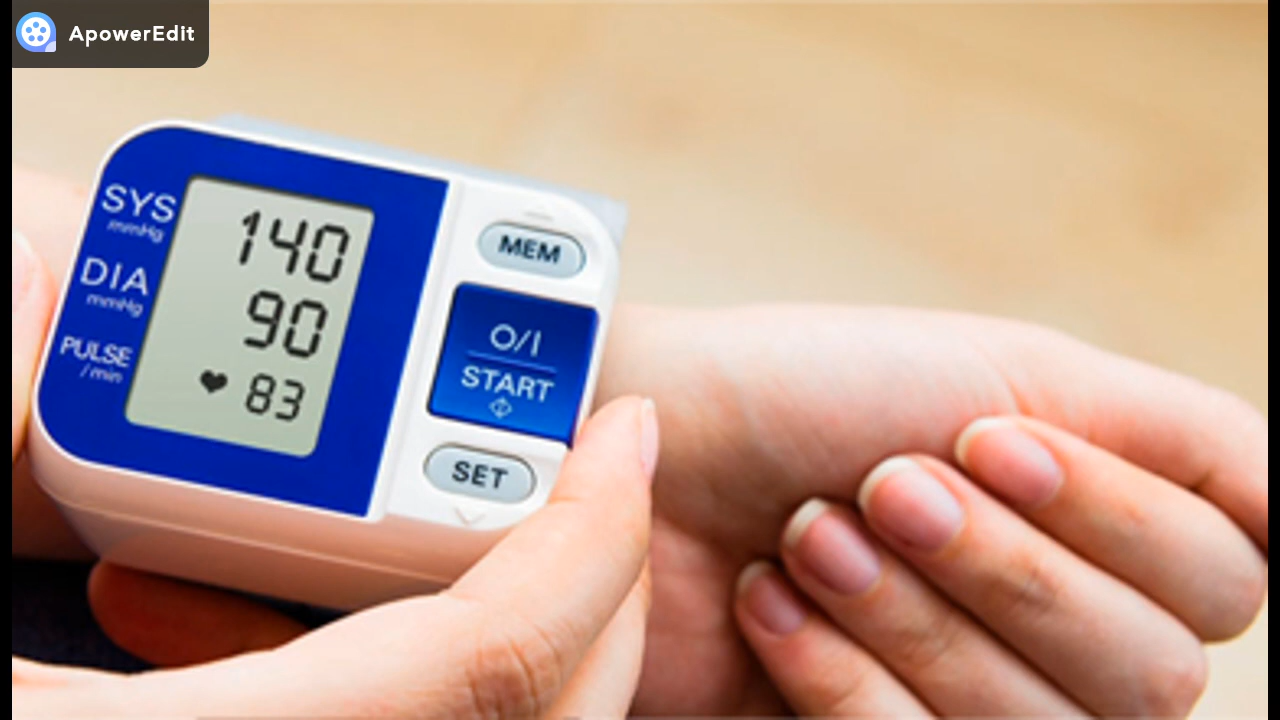 ApowerEdit
SYS
mmHg
140
MEM
DIA
mmHg
90
O/I
START
PULSE
/min
83
SET